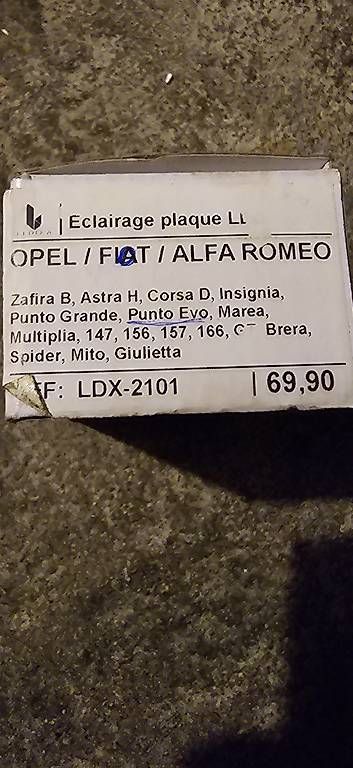 Eclairage plaque
OPEL / FIAT / ALFA ROMEO
Zafira B, Astra H, Corsa D, Insignia,
Punto Grande, Punto Evo, Marea,
Multiplia, 147, 156, 157, 166, Brera,
Spider, Mito, Giulietta
LDX-2101 | 69,90